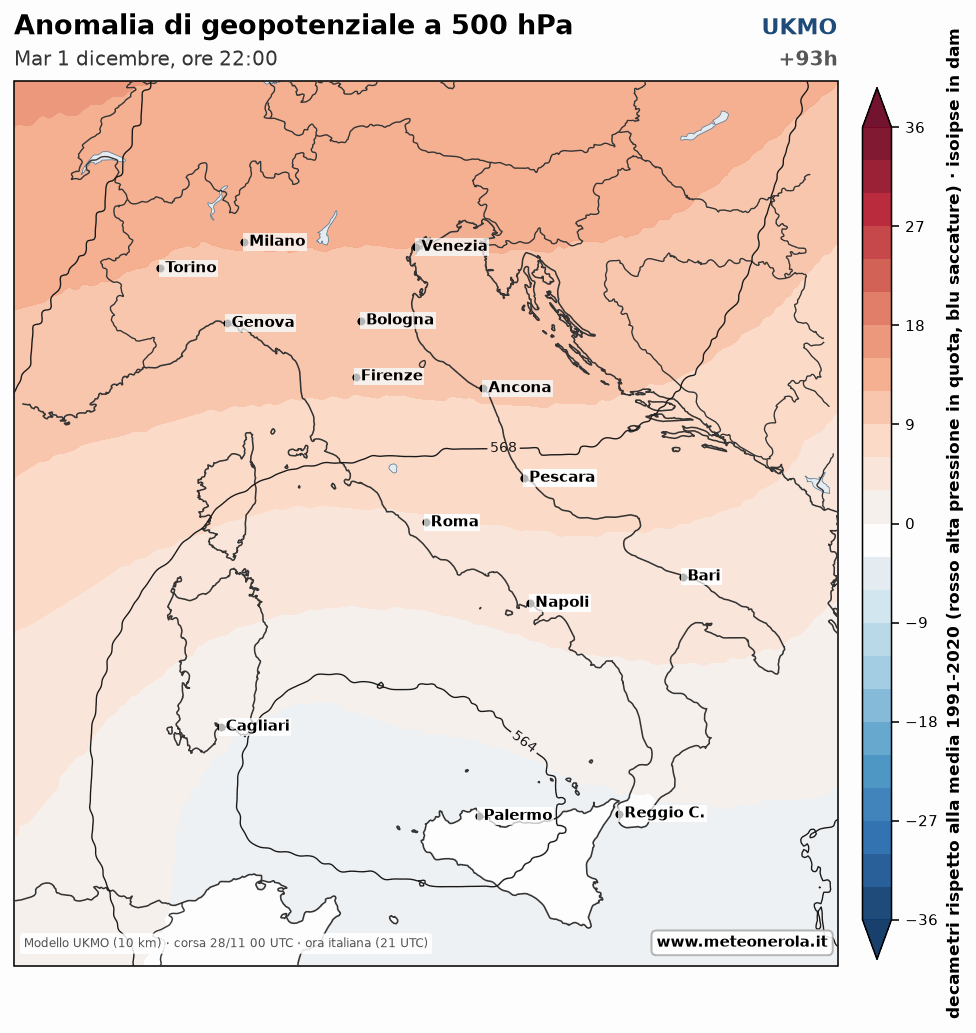 Anomalia di geopotenziale a 500 hPa
UKMO
Mar 1 dicembre, ore 22:00
+93h
Milano
Venezia
Torino
Genova
Bologna
Firenze
Ancona
568
Pescara
Roma
Bari
Napoli
Cagliari
564
Palermo
Reggio C.
Modello UKMO (10 km) · corsa 28/11 00 UTC · ora italiana (21 UTC)
www.meteonerola.it
36
27
18
9
0
−9
−18
−27
−36
decametri rispetto alla media 1991-2020 (rosso alta pressione in quota, blu saccature) · isoipse in dam